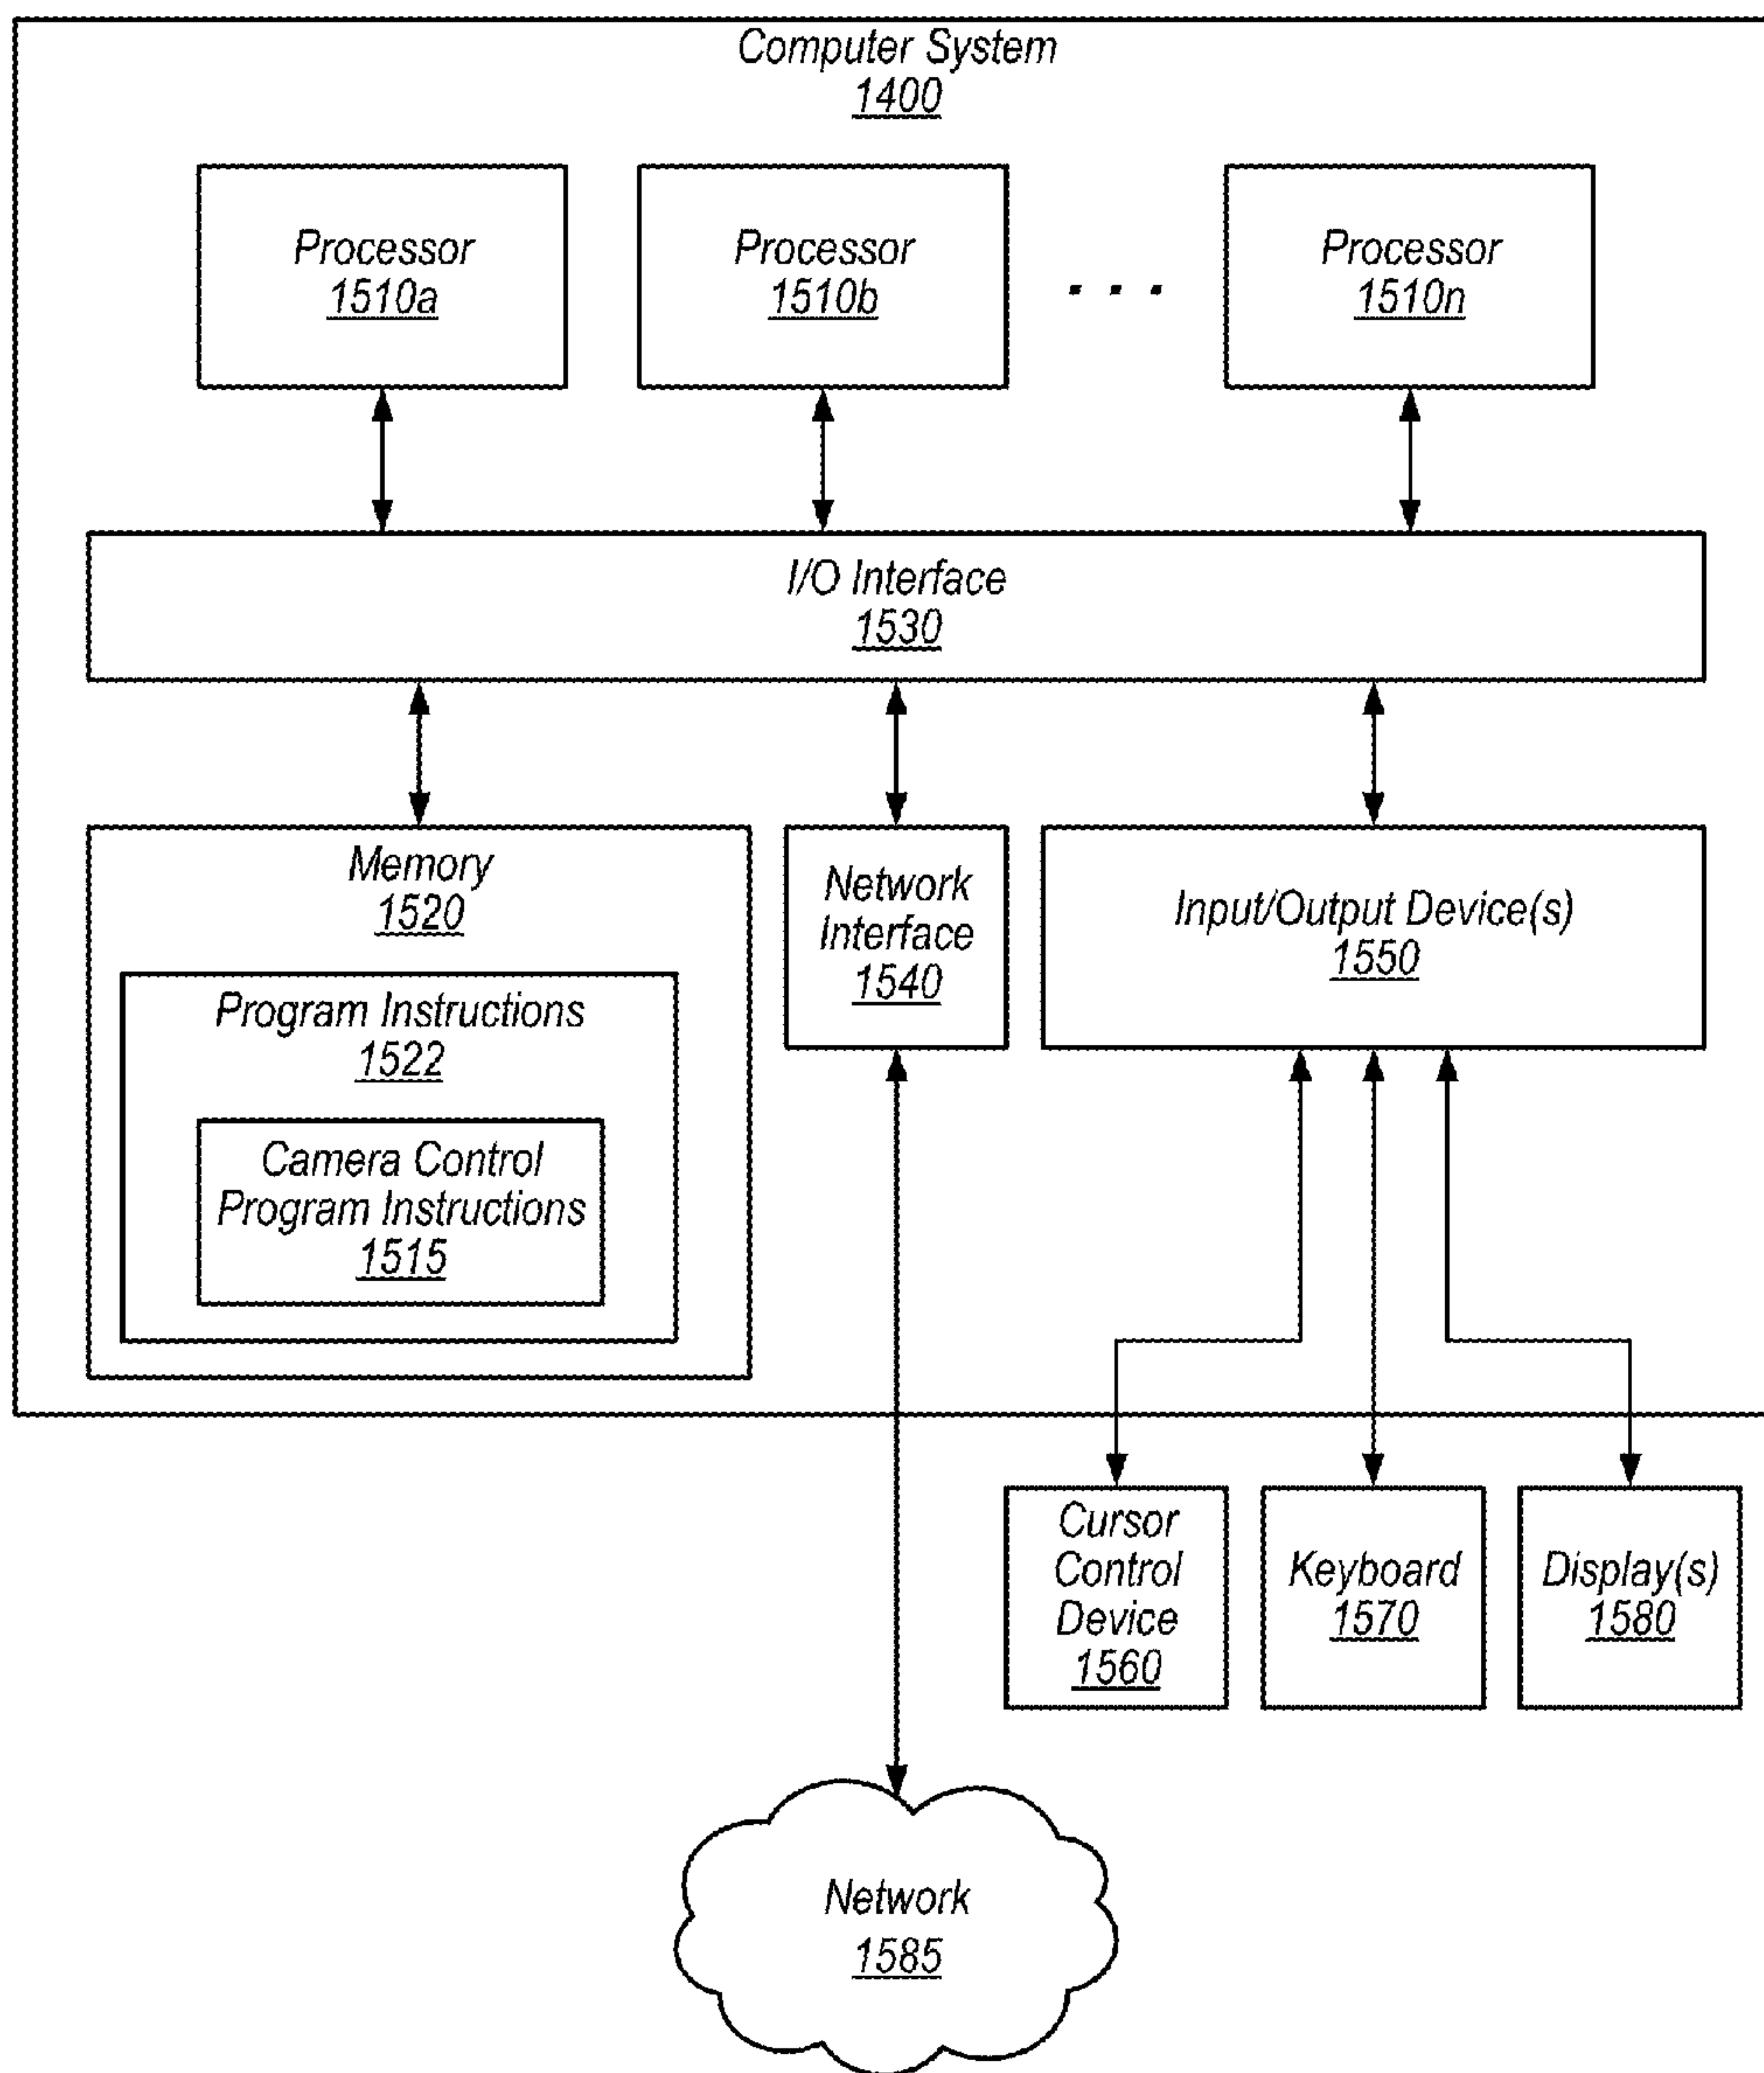 Computer System
1400
Processor
1510a
Processor
1510b
. . .
Processor
1510n
I/O Interface
1530
Memory
1520
Program Instructions
1522
Camera Control
Program Instructions
1515
Network
Interface
1540
Input/Output Device(s)
1550
Cursor
Control
Device
1560
Keyboard
1570
Display(s)
1580
Network
1585